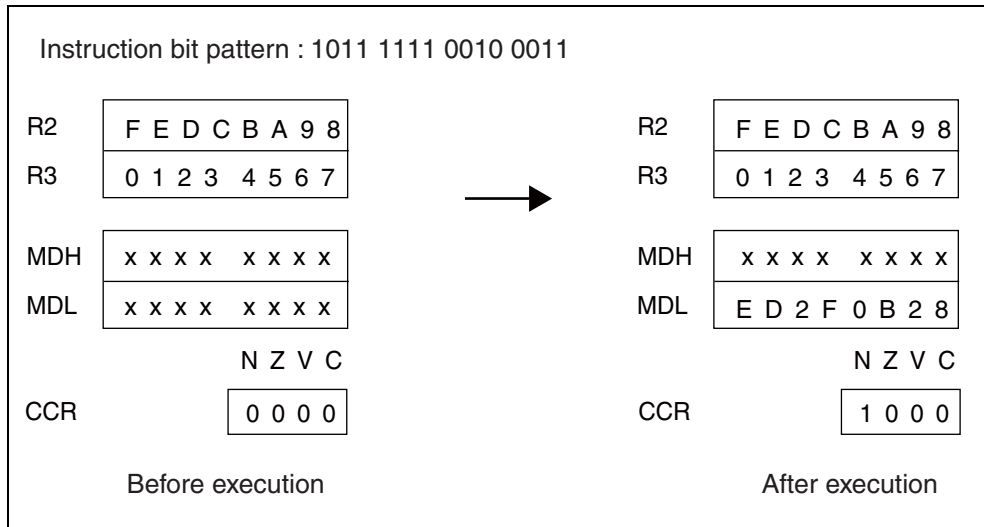 Instruction bit pattern : 1011 1111 0010 0011
R2 F E D C B A 9 8 R2 F E D C B A 9 8
R3 0 1 2 3 4 5 6 7 R3 0 1 2 3 4 5 6 7
MDH x x x x x x x x MDH x x x x x x x x
MDL x x x x x x x x MDL E D 2 F 0 B 2 8
N Z V C N Z V C
CCR 0 0 0 0 CCR 1 0 0 0
Before execution After execution